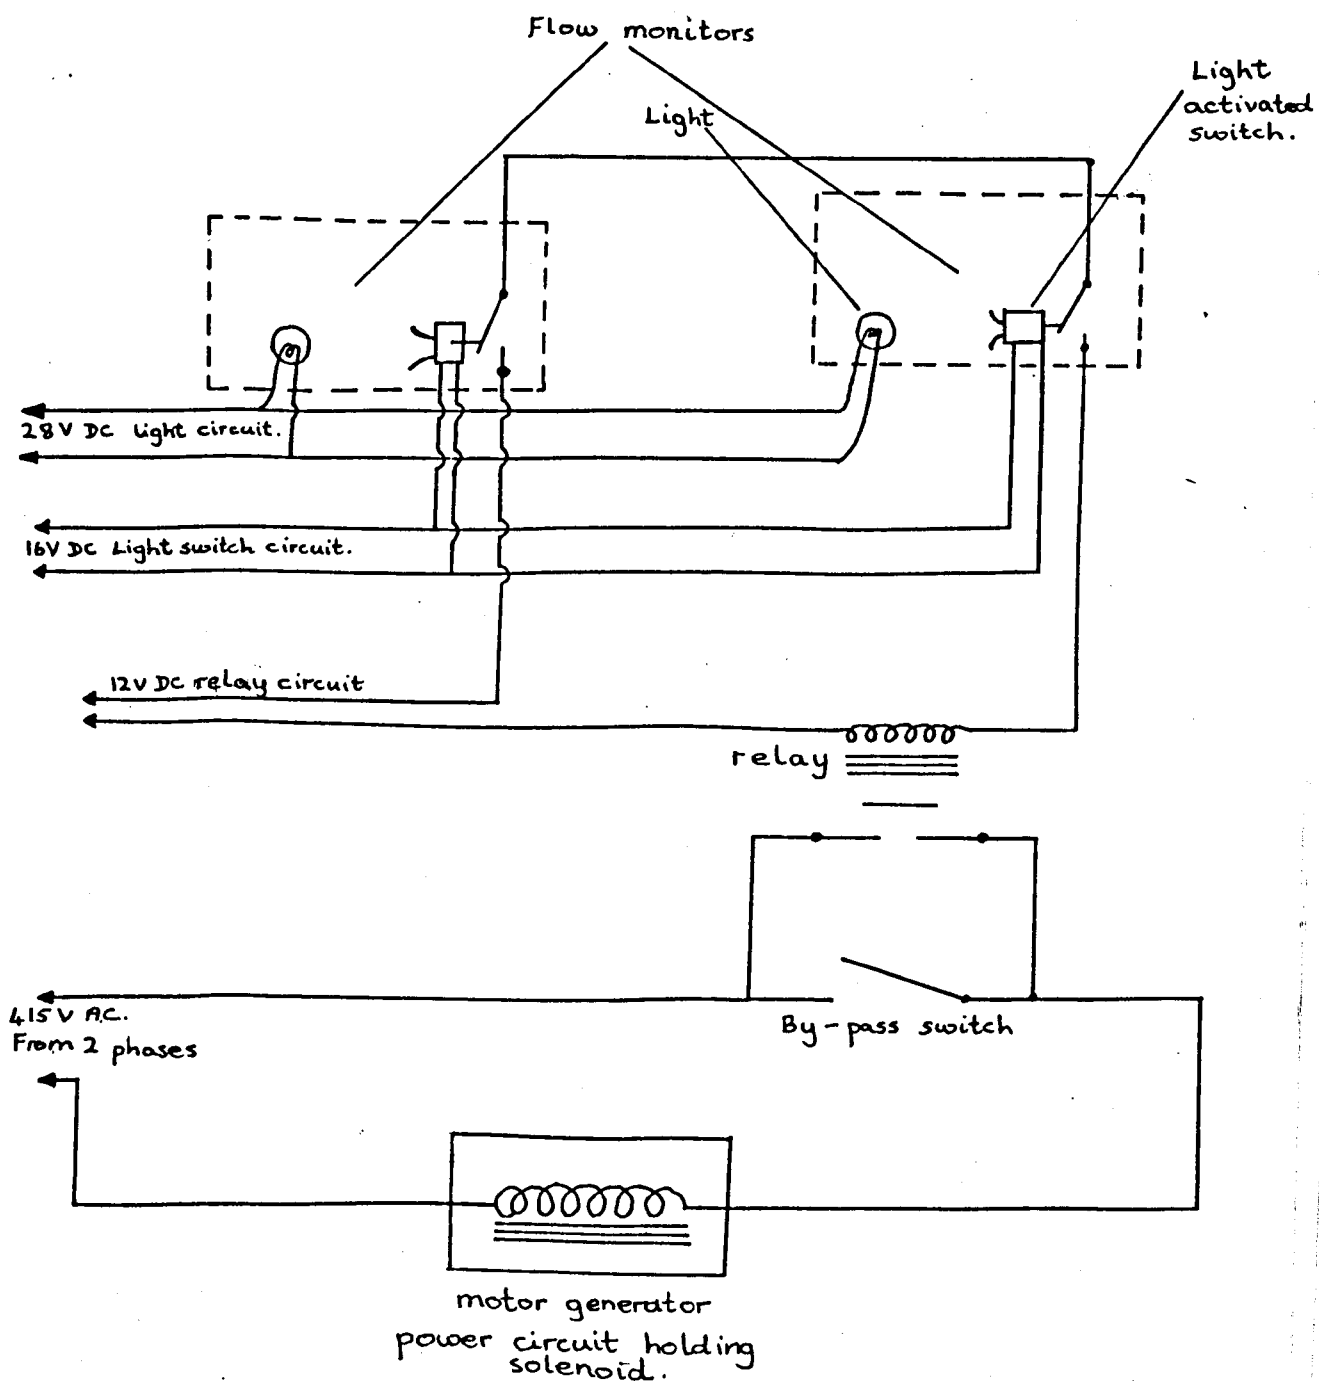 Flow monitors
Light
activated
switch.
Light
28V DC light circuit.
16V DC Light switch circuit.
12V DC relay circuit
relay
415V A.C.
From 2 phases
By-pass switch
motor generator
power circuit holding
solenoid.